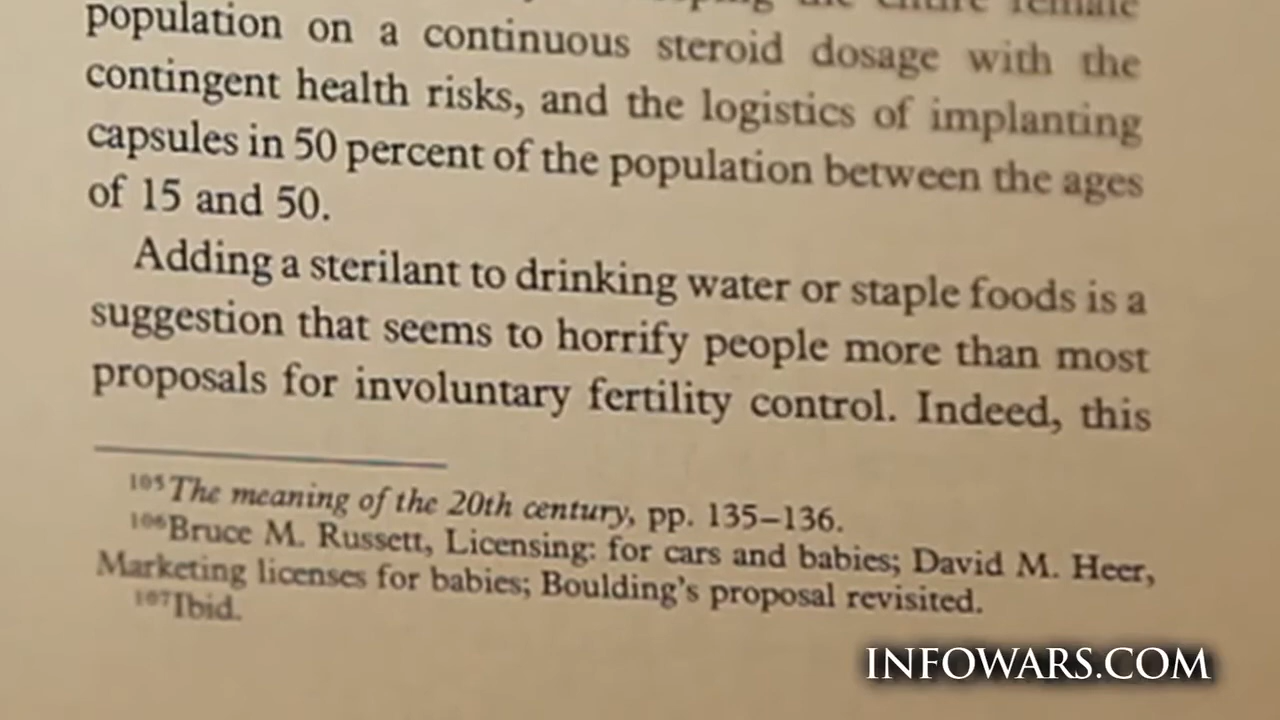 the entire female
population on a continuous steroid dosage with the
contingent health risks, and the logistics of implanting
capsules in 50 percent of the population between the ages
of 15 and 50.
Adding a sterilant to drinking water or staple foods is a
suggestion that seems to horrify people more than most
proposals for involuntary fertility control. Indeed, this
105The meaning of the 20th century, pp. 135–136.
106Bruce M. Russett, Licensing: for cars and babies; David M. Heer,
Marketing licenses for babies; Boulding's proposal revisited.
107Ibid.
INFOWARS.COM